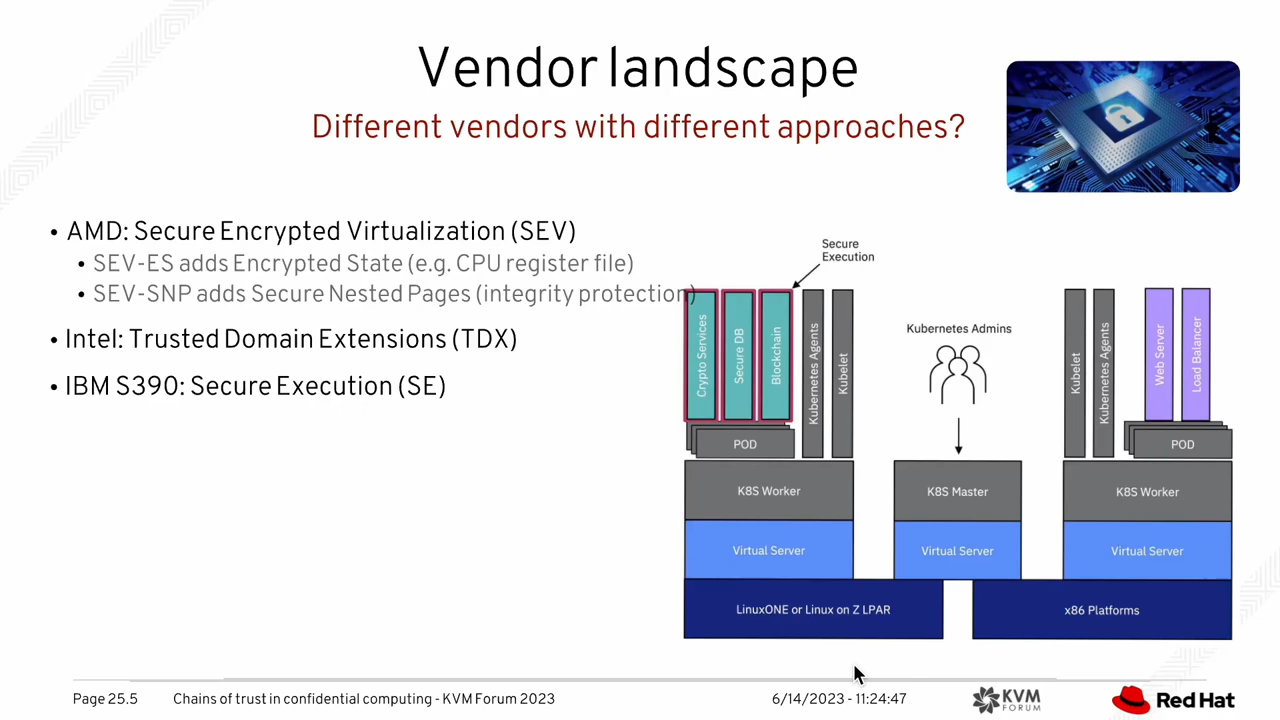 Vendor landscape
Different vendors with different approaches?
• AMD: Secure Encrypted Virtualization (SEV)
• SEV-ES adds Encrypted State (e.g. CPU register file)
• SEV-SNP adds Secure Nested Pages (integrity protection)
• Intel: Trusted Domain Extensions (TDX)
• IBM S390: Secure Execution (SE)
Secure
Execution
Crypto Services
Secure DB
Blockchain
Kubernetes Agents
Kubelet
POD
K8S Worker
Virtual Server
Kubernetes Admins
K8S Master
Virtual Server
Kubelet
Kubernetes Agents
Web Server
Load Balancer
POD
K8S Worker
Virtual Server
LinuxONE or Linux on Z LPAR
x86 Platforms
Page 25.5
Chains of trust in confidential computing - KVM Forum 2023
6/14/2023 - 11:24:47
KVM
FORUM
Red Hat